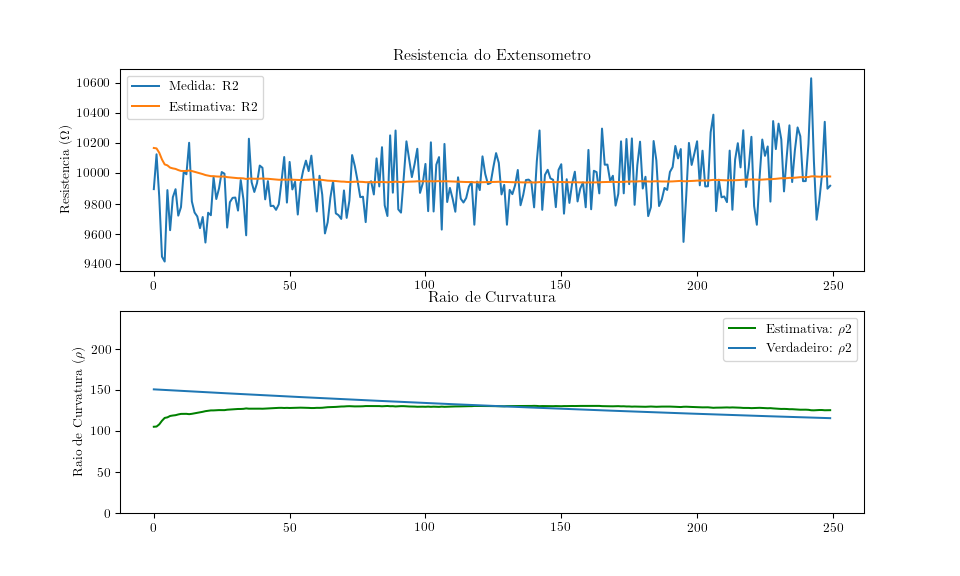 Resistencia do Extensometro
Resistencia (Ω)
10600
10400
10200
10000
9800
9600
9400
Medida: R2
Estimativa: R2
0 50 100 150 200 250
Raio de Curvatura
Raio de Curvatura (ρ)
200
150
100
50
0
Estimativa: ρ2
Verdadeiro: ρ2
0 50 100 150 200 250